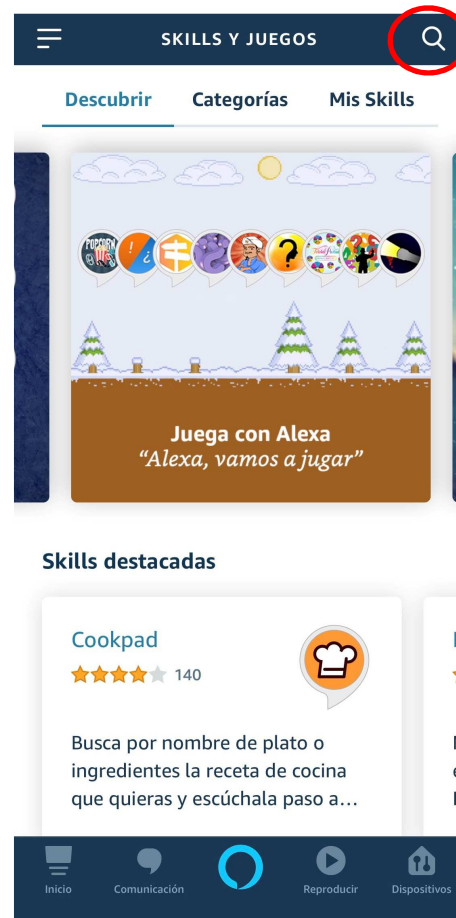 SKILLS Y JUEGOS
Descubrir Categorías Mis Skills
POPCORN
! ¿
?
Juega con Alexa
“Alexa, vamos a jugar”
Skills destacadas
Cookpad
140
Busca por nombre de plato o
ingredientes la receta de cocina
que quieras y escúchala paso a…
Inicio Comunicación Reproducir Dispositivos